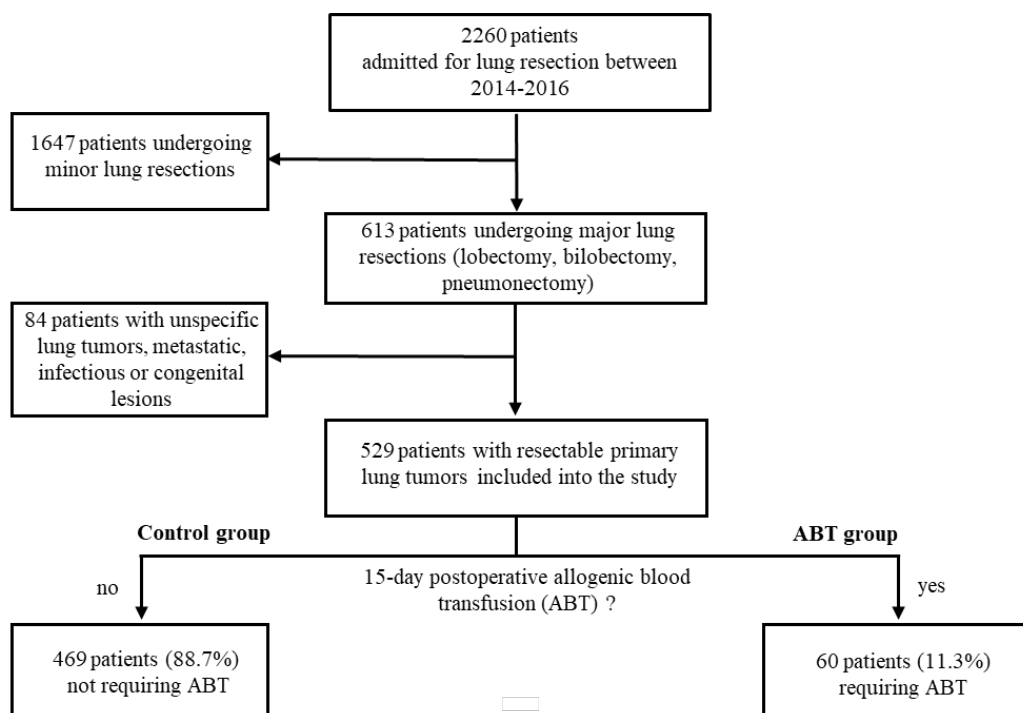 2260 patients
admitted for lung resection between
2014-2016
1647 patients undergoing
minor lung resections
613 patients undergoing major lung
resections (lobectomy, bilobectomy,
pneumonectomy)
84 patients with unspecific
lung tumors, metastatic,
infectious or congenital
lesions
529 patients with resectable primary
lung tumors included into the study
Control group
ABT group
no
15-day postoperative allogenic blood
transfusion (ABT) ?
yes
469 patients (88.7%)
not requiring ABT
60 patients (11.3%)
requiring ABT